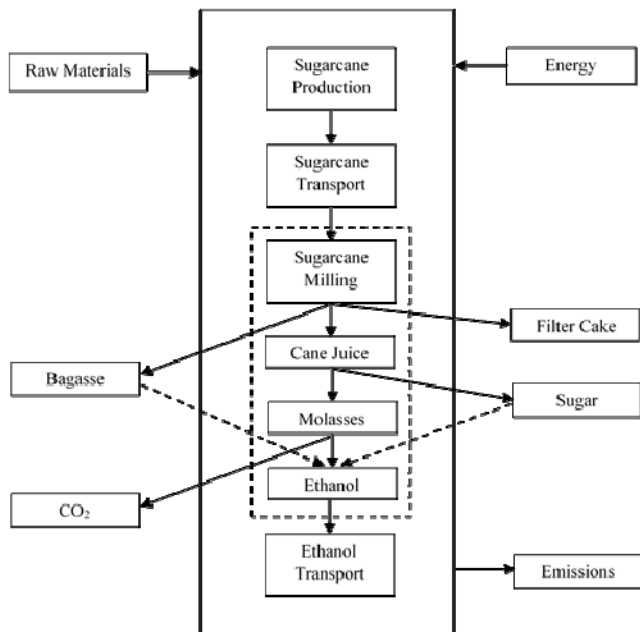 Raw Materials
Sugarcane
Production
Energy
Sugarcane
Transport
Sugarcane
Milling
Filter Cake
Cane Juice
Bagasse
Sugar
Molasses
Ethanol
CO₂
Ethanol
Transport
Emissions